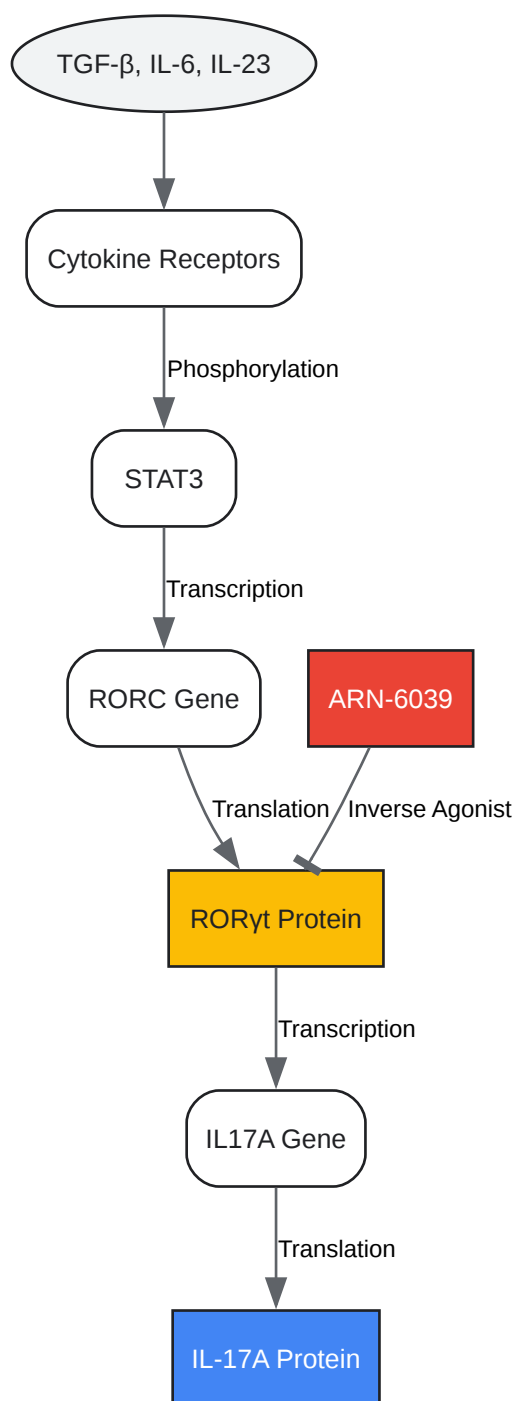 TGF-β, IL-6, IL-23
Cytokine Receptors
Phosphorylation
STAT3
Transcription
RORC Gene
ARN-6039
Translation
Inverse Agonist
RORγt Protein
Transcription
IL17A Gene
Translation
IL-17A Protein